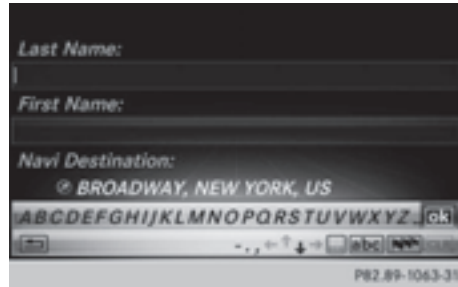 Last Name:
First Name:
Navi Destination:
BROADWAY, NEW YORK, US
ABCDEFGHIJKLMNOPQRSTUVWXYZ ok
- . , ← ↑ ↓ → abc
P82.89-1063-31